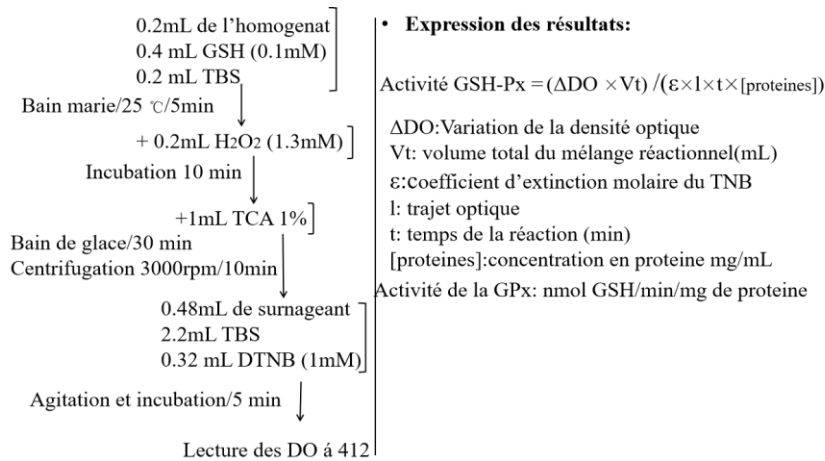 0.2mL de l’homogenat
0.4 mL GSH (0.1mM)
0.2 mL TBS
Bain marie/25 ℃/5min
+ 0.2mL H2O2 (1.3mM)
Incubation 10 min
+1mL TCA 1%
Bain de glace/30 min
Centrifugation 3000rpm/10min
0.48mL de surnageant
2.2mL TBS
0.32 mL DTNB (1mM)
Agitation et incubation/5 min
Lecture des DO á 412
• Expression des résultats:
Activité GSH-Px =(ΔDO ×Vt) /(ε×l×t×[proteines])
ΔDO:Variation de la densité optique
Vt: volume total du mélange réactionnel(mL)
ε:coefficient d’extinction molaire du TNB
l: trajet optique
t: temps de la réaction (min)
[proteines]:concentration en proteine mg/mL
Activité de la GPx: nmol GSH/min/mg de proteine